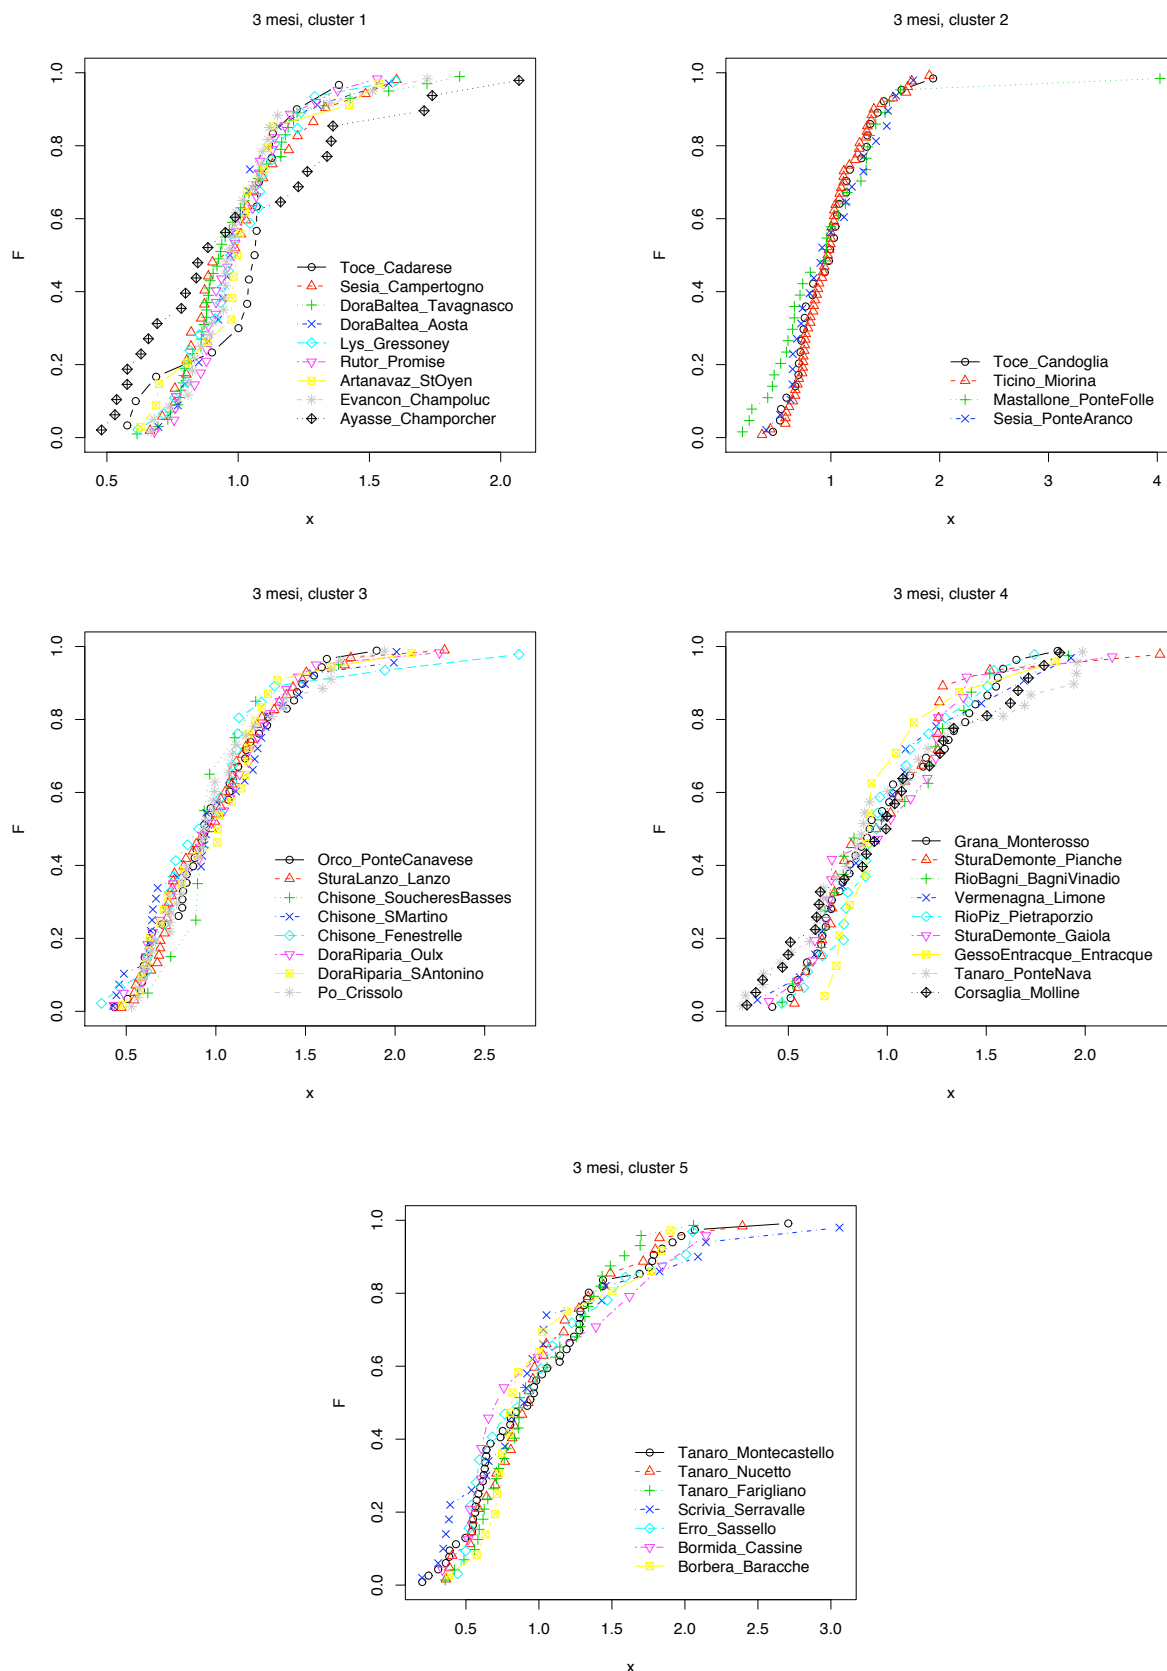 3 mesi, cluster 1
F
1.0
0.8
0.6
0.4
0.2
0.0
Toce_Cadarese
Sesia_Campertogno
DoraBaltea_Tavagnasco
DoraBaltea_Aosta
Lys_Gressoney
Rutor_Promise
Artanavaz_StOyen
Evancon_Champoluc
Ayasse_Champorcher
0.5 1.0 1.5 2.0
x
3 mesi, cluster 2
F
1.0
0.8
0.6
0.4
0.2
0.0
Toce_Candoglia
Ticino_Miorina
Mastallone_PonteFolle
Sesia_PonteAranco
1 2 3 4
x
3 mesi, cluster 3
F
1.0
0.8
0.6
0.4
0.2
0.0
Orco_PonteCanavese
SturaLanzo_Lanzo
Chisone_SoucheresBasses
Chisone_SMartino
Chisone_Fenestrelle
DoraRiparia_Oulx
DoraRiparia_SAntonino
Po_Crissolo
0.5 1.0 1.5 2.0 2.5
x
3 mesi, cluster 4
F
1.0
0.8
0.6
0.4
0.2
0.0
Grana_Monterosso
SturaDemonte_Pianche
RioBagni_BagniVinadio
Vermenagna_Limone
RioPiz_Pietraporzio
SturaDemonte_Gaiola
GessoEntracque_Entracque
Tanaro_PonteNava
Corsaglia_Molline
0.5 1.0 1.5 2.0
x
3 mesi, cluster 5
F
1.0
0.8
0.6
0.4
0.2
0.0
Tanaro_Montecastello
Tanaro_Nucetto
Tanaro_Farigliano
Scrivia_Serravalle
Erro_Sassello
Bormida_Cassine
Borbera_Baracche
0.5 1.0 1.5 2.0 2.5 3.0
x